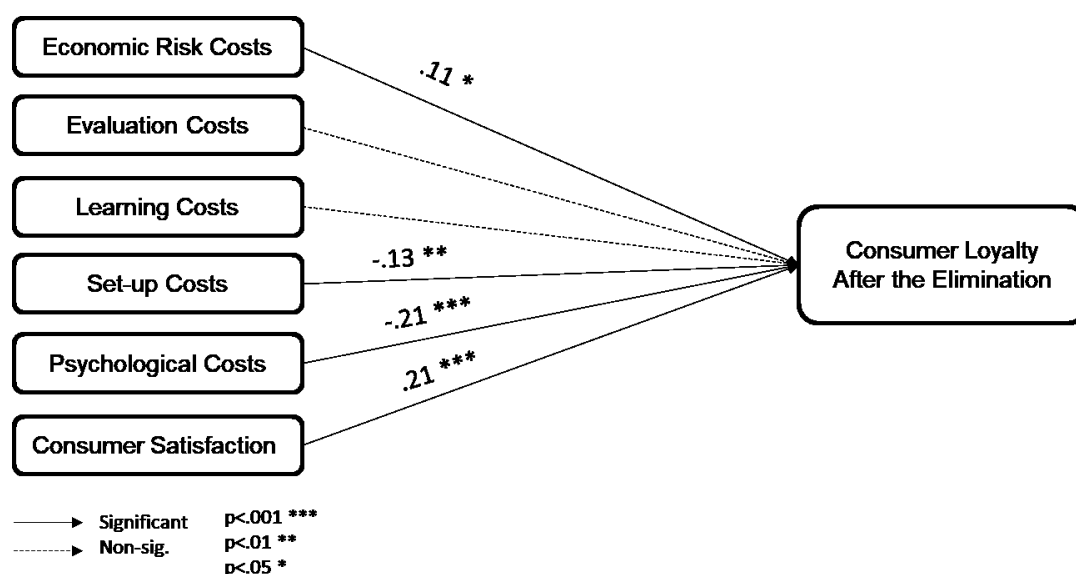 Economic Risk Costs
.11 *
Evaluation Costs
Learning Costs
-.13 **
Set-up Costs
-.21 ***
Psychological Costs
.21 ***
Consumer Satisfaction
Consumer Loyalty
After the Elimination
Significant
Non-sig.
p<.001 ***
p<.01 **
p<.05 *